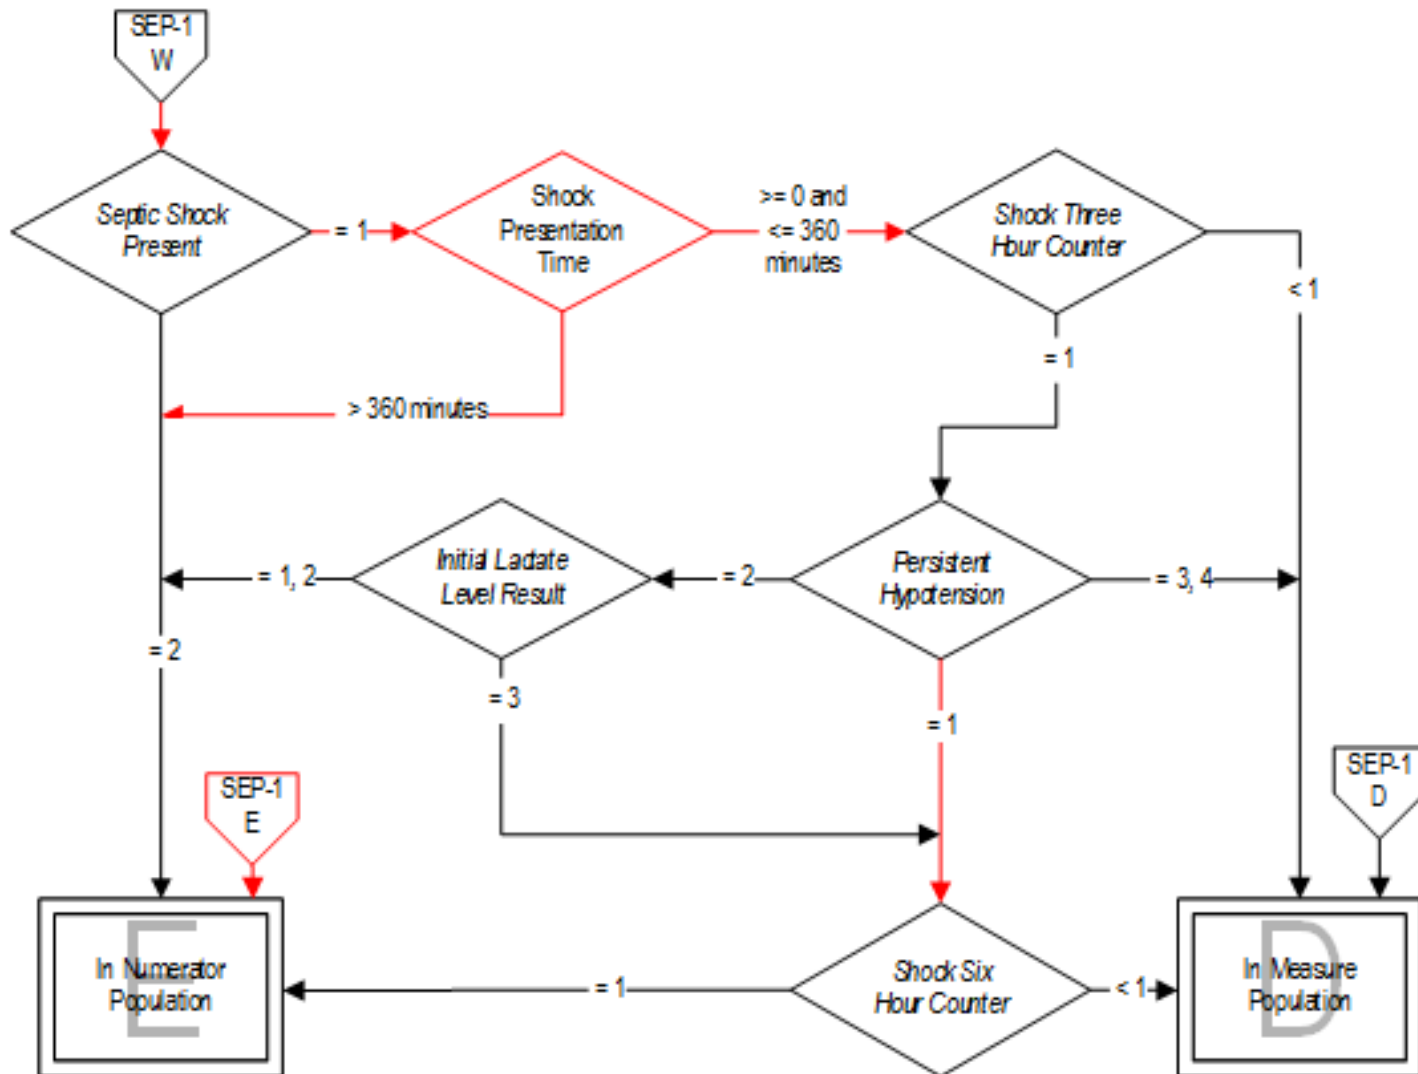 SEP-1
W
Septic Shock
Present
= 1
Shock
Presentation
Time
>= 0 and
<= 360
minutes
Shock Three
Hour Counter
< 1
= 1
> 360 minutes
Initial Lactate
Level Result
= 1, 2
= 2
Persistent
Hypotension
= 3, 4
= 2
= 3
= 1
SEP-1
E
SEP-1
D
E
In Numerator
Population
= 1
Shock Six
Hour Counter
< 1
D
In Measure
Population